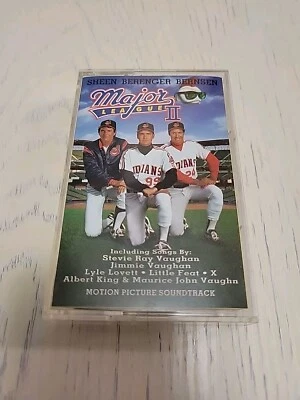 SHEEN BERENGER BERNSEN
Major
LEAGUE
II
INDIANS
Including Songs By:
Stevie Ray Vaughan
Jimmie Vaughan
Lyle Lovett • Little Feat • X
Albert King & Maurice John Vaughn
MOTION PICTURE SOUNDTRACK